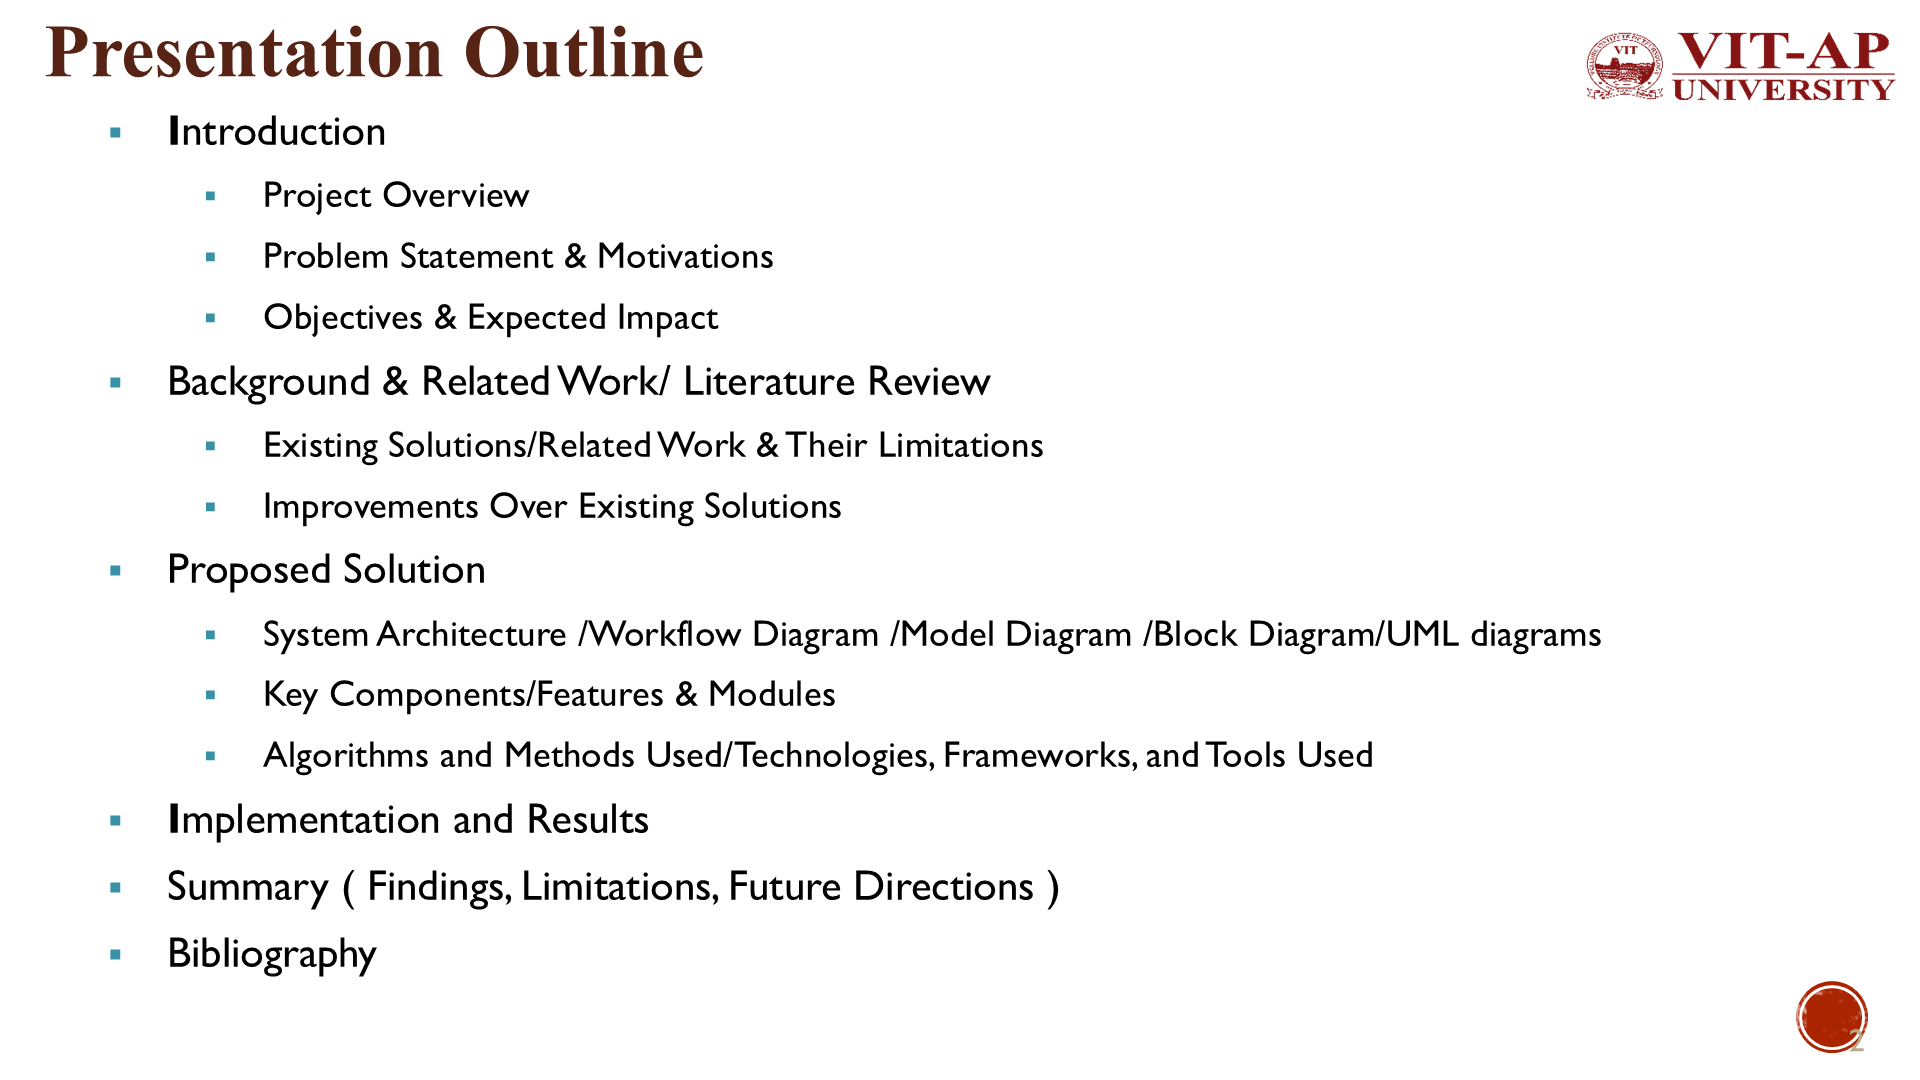 Presentation Outline
VIT
VIT-AP
UNIVERSITY
Introduction
Project Overview
Problem Statement & Motivations
Objectives & Expected Impact
Background & Related Work/ Literature Review
Existing Solutions/Related Work & Their Limitations
Improvements Over Existing Solutions
Proposed Solution
System Architecture /Workflow Diagram /Model Diagram /Block Diagram/UML diagrams
Key Components/Features & Modules
Algorithms and Methods Used/Technologies, Frameworks, and Tools Used
Implementation and Results
Summary ( Findings, Limitations, Future Directions )
Bibliography
2